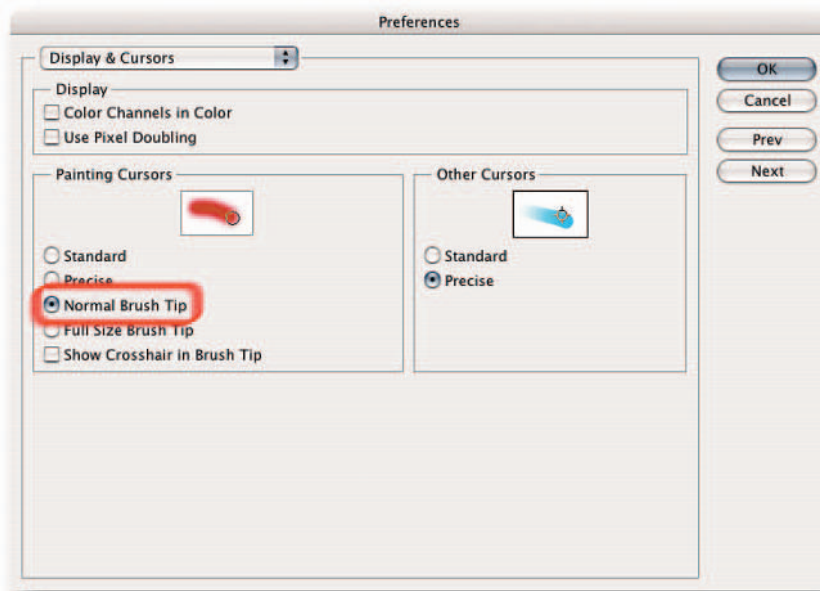 Preferences
Display & Cursors
Display
Color Channels in Color
Use Pixel Doubling
Painting Cursors
Standard
Precise
Normal Brush Tip
Full Size Brush Tip
Show Crosshair in Brush Tip
Other Cursors
Standard
Precise
OK
Cancel
Prev
Next